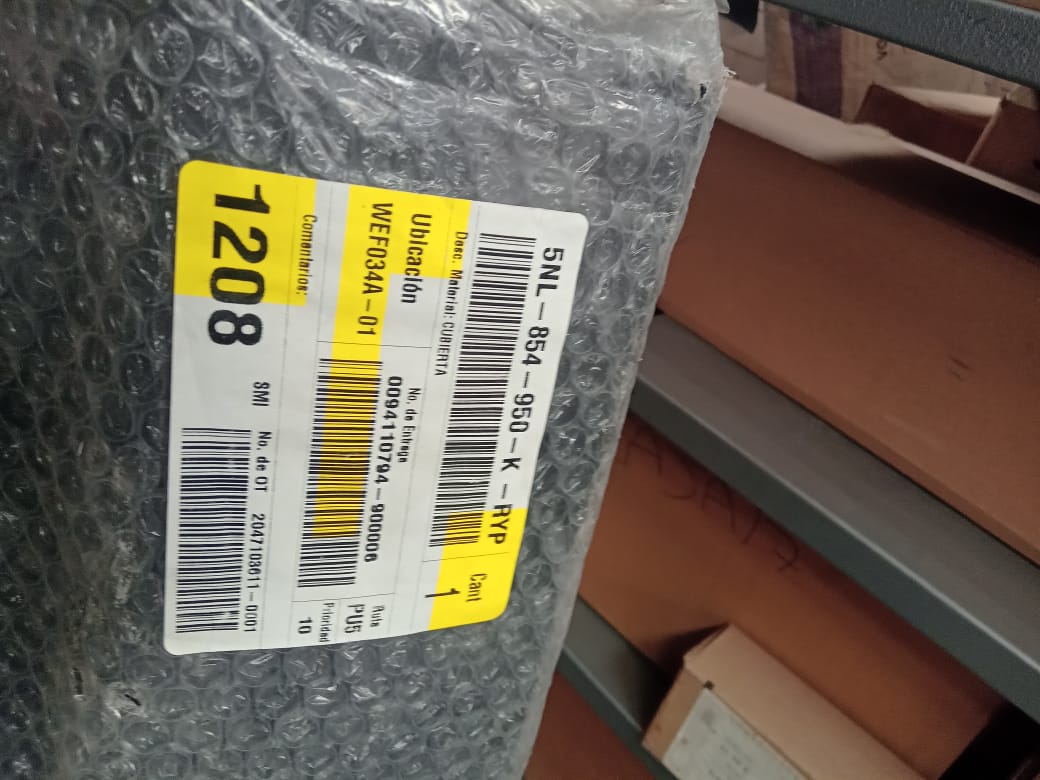 5NL-854-950-K -RYP
Desc. Material: CUBIERTA
Cant
1
Ubicación
WEF034A-01
No. de Entrega
0094110794-900006
Ruta
PU5
Comentarios:
Prioridad
10
1208
SMI
No. de OT 2047103611-0001